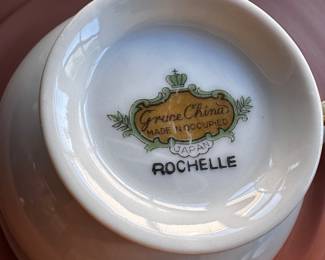 Grace China
MADE IN OCCUPIED
JAPAN
ROCHELLE